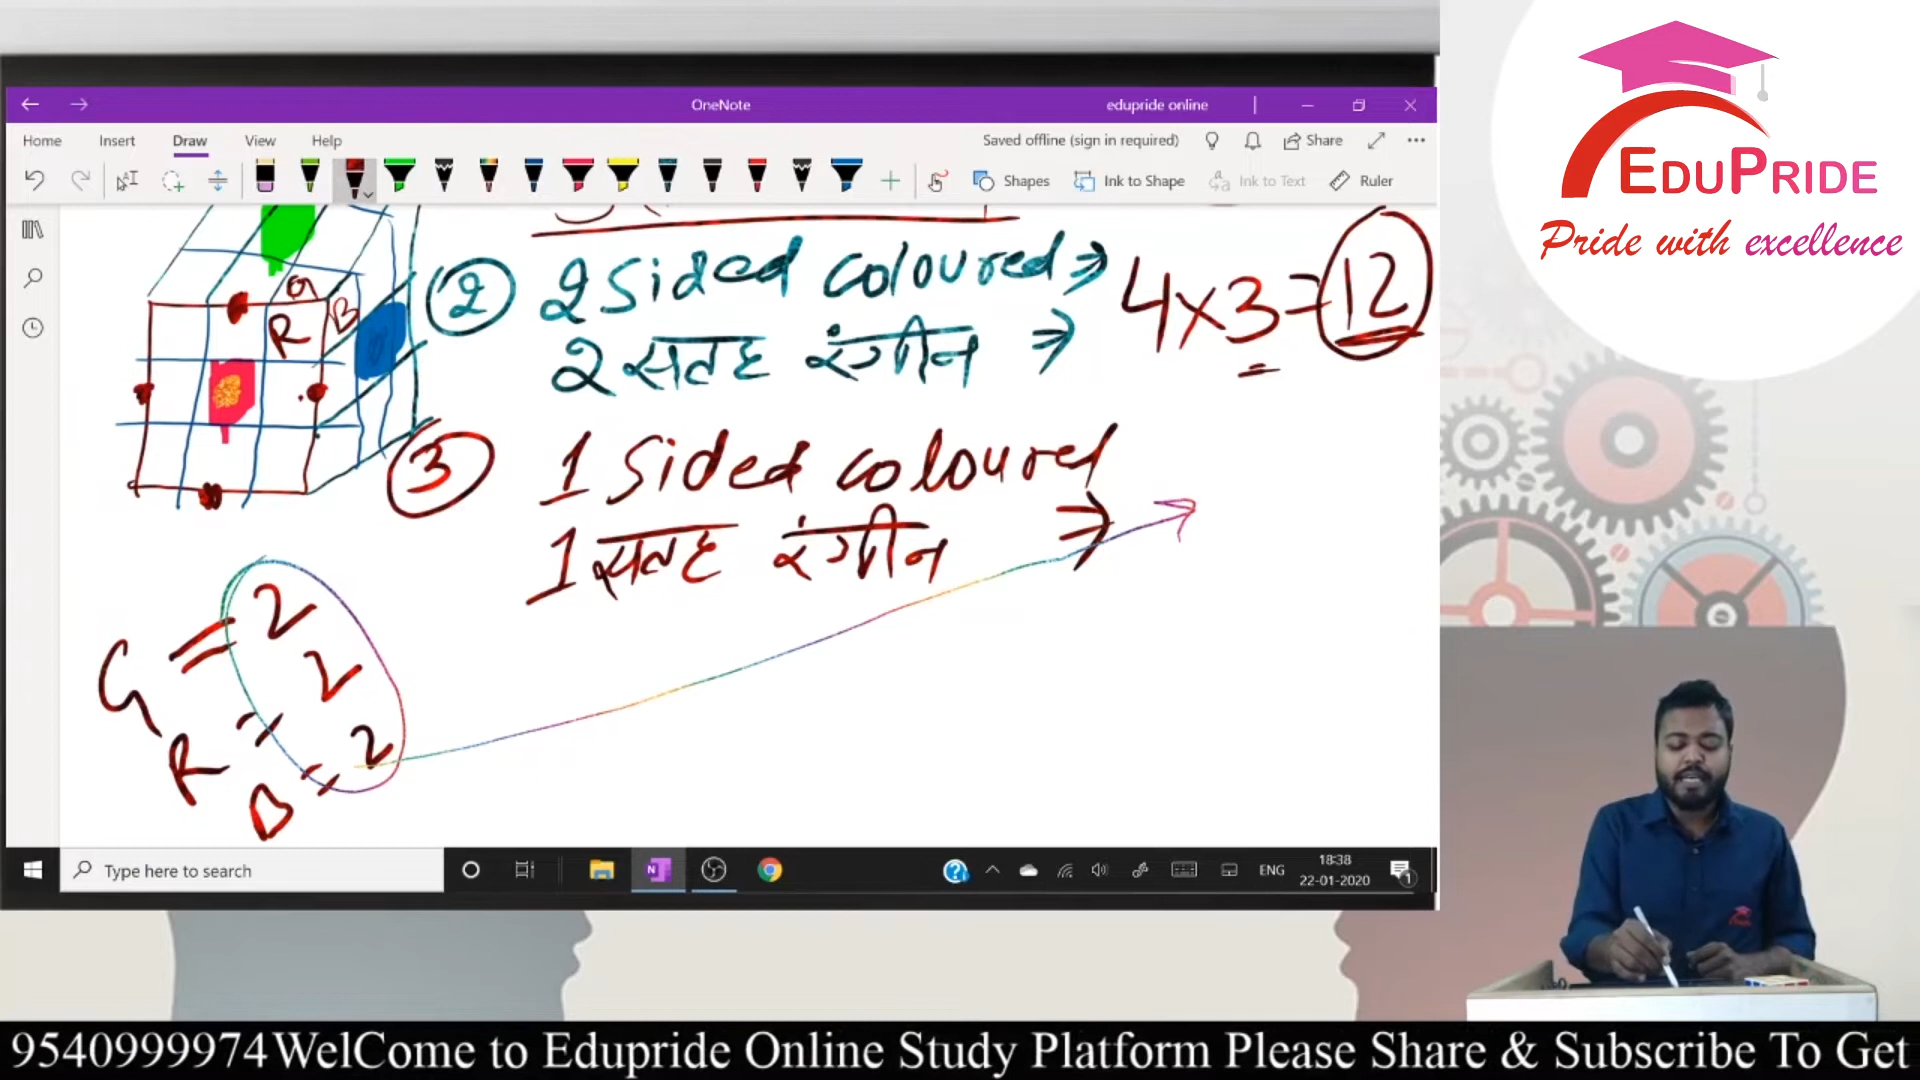 OneNote
edupride online
Home Insert Draw View Help
Saved offline (sign in required)
Share
Shapes
Ink to Shape
Ink to Text
Ruler
G
R B
② 2 Sided coloured ⇒ 4×3=12
2 सतह रंगीन ⇒
③ 1 Sided coloured
1 सतह रंगीन ⇒
G = 2
R = 2
B = 2
Type here to search
ENG
18:38
22-01-2020
EDUPRIDE
Pride with excellence
9540999974WelCome to Edupride Online Study Platform Please Share & Subscribe To Get